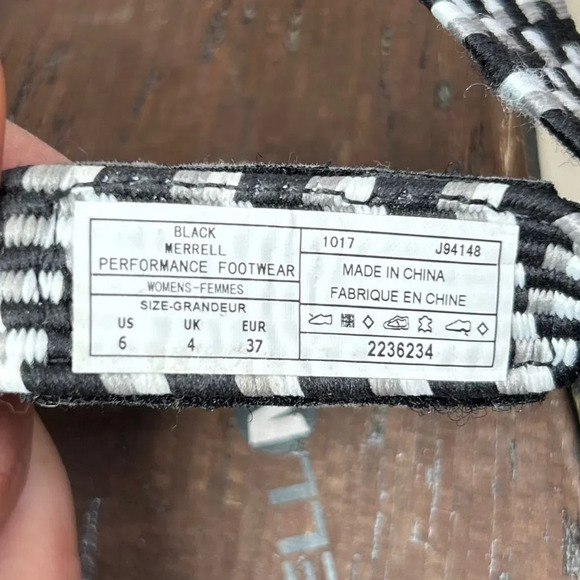 BLACK
MERRELL
PERFORMANCE FOOTWEAR
WOMENS-FEMMES
SIZE-GRANDEUR
US UK EUR
6 4 37
1017 J94148
MADE IN CHINA
FABRIQUE EN CHINE
2236234